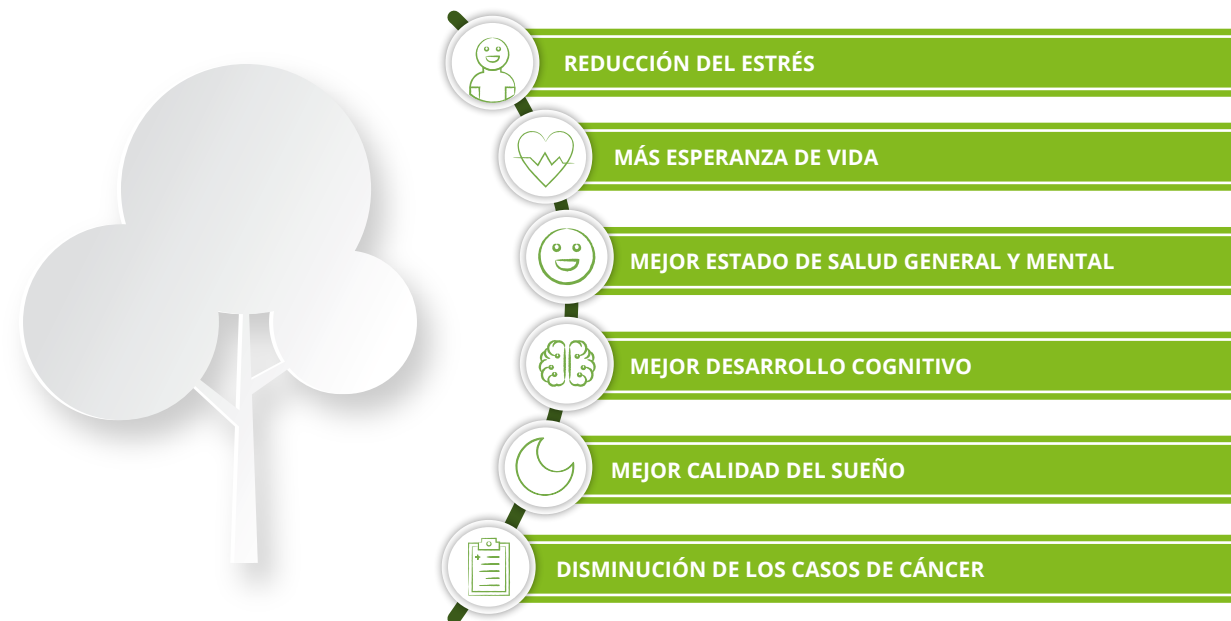 REDUCCIÓN DEL ESTRÉS
MÁS ESPERANZA DE VIDA
MEJOR ESTADO DE SALUD GENERAL Y MENTAL
MEJOR DESARROLLO COGNITIVO
MEJOR CALIDAD DEL SUEÑO
DISMINUCIÓN DE LOS CASOS DE CÁNCER